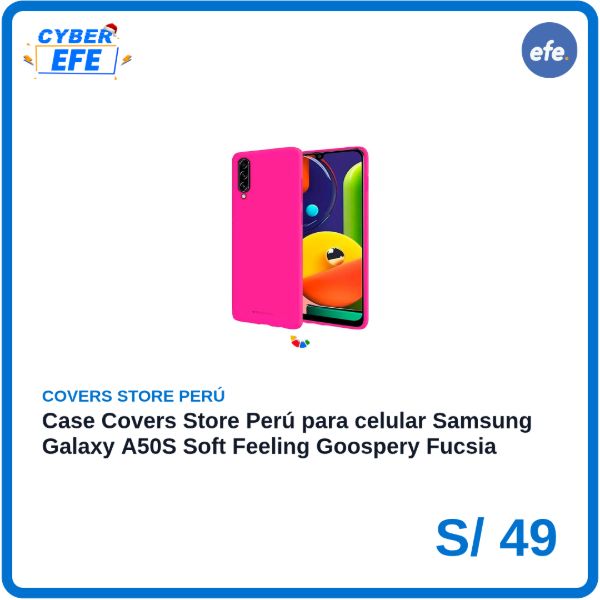 CYBER
EFE
efe.
COVERS STORE PERÚ
Case Covers Store Perú para celular Samsung
Galaxy A50S Soft Feeling Goospery Fucsia
S/ 49